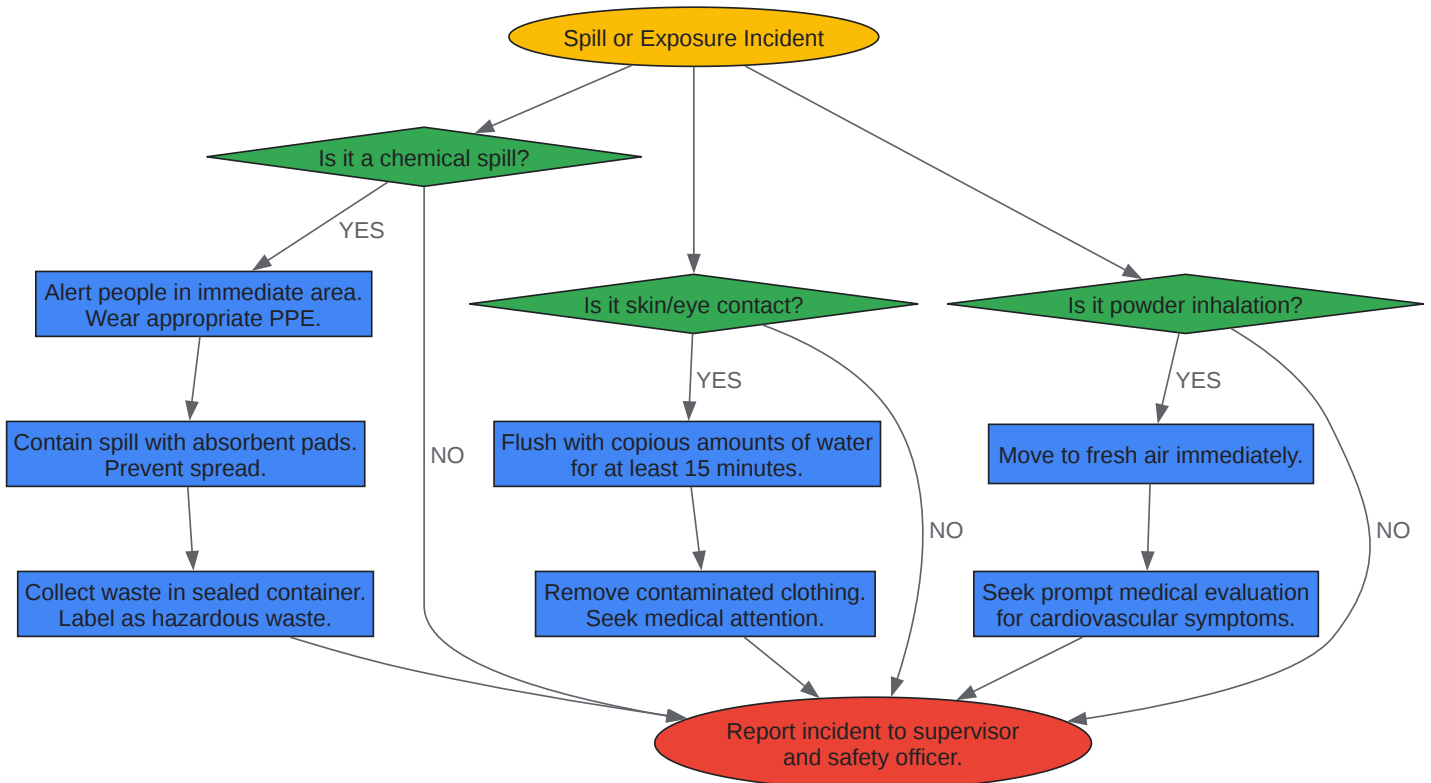 Spill or Exposure Incident
Is it a chemical spill?
YES
Alert people in immediate area.
Wear appropriate PPE.
Is it skin/eye contact?
Is it powder inhalation?
YES
YES
Contain spill with absorbent pads.
Prevent spread.
NO
Flush with copious amounts of water
for at least 15 minutes.
Move to fresh air immediately.
NO
NO
Collect waste in sealed container.
Label as hazardous waste.
Remove contaminated clothing.
Seek medical attention.
Seek prompt medical evaluation
for cardiovascular symptoms.
Report incident to supervisor
and safety officer.